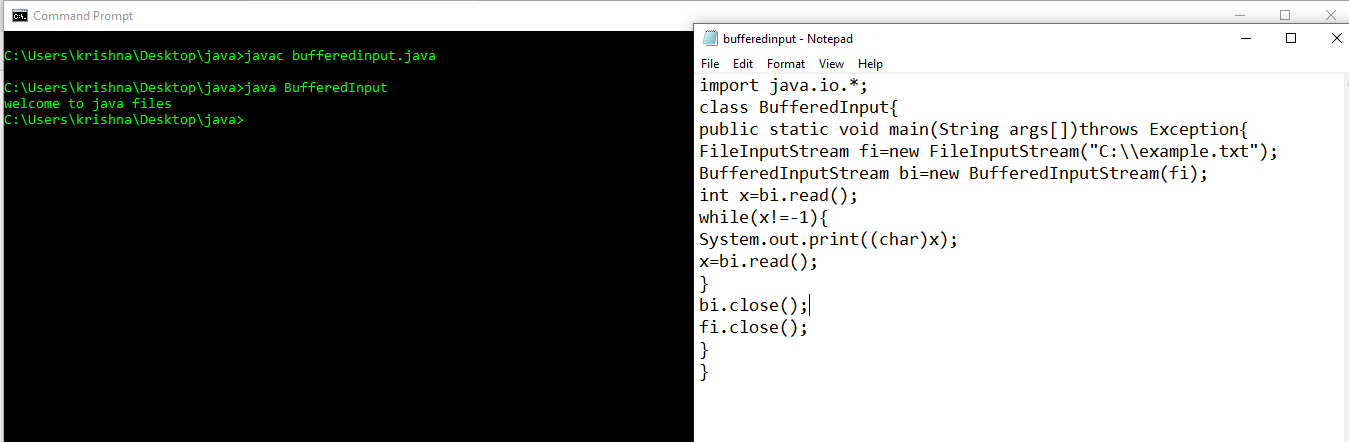 Command Prompt
C:\Users\krishna\Desktop\java>javac bufferedinput.java
C:\Users\krishna\Desktop\java>java BufferedInput
welcome to java files
C:\Users\krishna\Desktop\java>
bufferedinput - Notepad
File Edit Format View Help
import java.io.*;
class BufferedInput{
public static void main(String args[])throws Exception{
FileInputStream fi=new FileInputStream("C:\\example.txt");
BufferedInputStream bi=new BufferedInputStream(fi);
int x=bi.read();
while(x!=-1){
System.out.print((char)x);
x=bi.read();
}
bi.close();
fi.close();
}
}